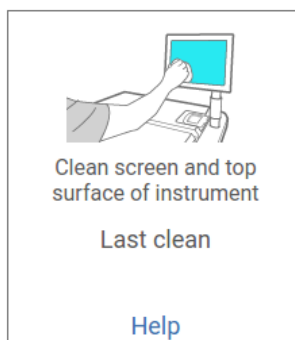 Clean screen and top
surface of instrument
Last clean
Help